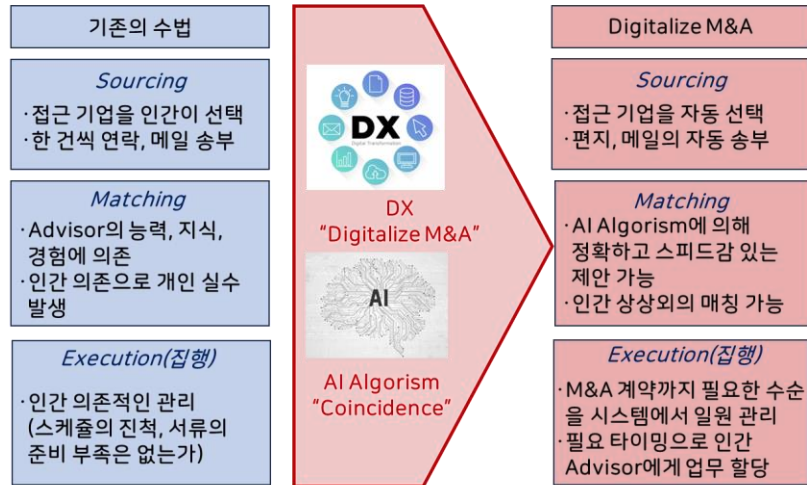 기존의 수법
Sourcing
·접근 기업을 인간이 선택
·한 건씩 연락, 메일 송부
Matching
·Advisor의 능력, 지식,
경험에 의존
·인간 의존으로 개인 실수
발생
Execution(집행)
·인간 의존적인 관리
(스케쥴의 진척, 서류의
준비 부족은 없는가)
DX
Digital Transformation
DX
“Digitalize M&A”
AI
AI Algorism
“Coincidence”
Digitalize M&A
Sourcing
·접근 기업을 자동 선택
·편지, 메일의 자동 송부
Matching
·AI Algorism에 의해
정확하고 스피드감 있는
제안 가능
·인간 상상외의 매칭 가능
Execution(집행)
·M&A 계약까지 필요한 수순
을 시스템에서 일원 관리
·필요 타이밍으로 인간
Advisor에게 업무 할당